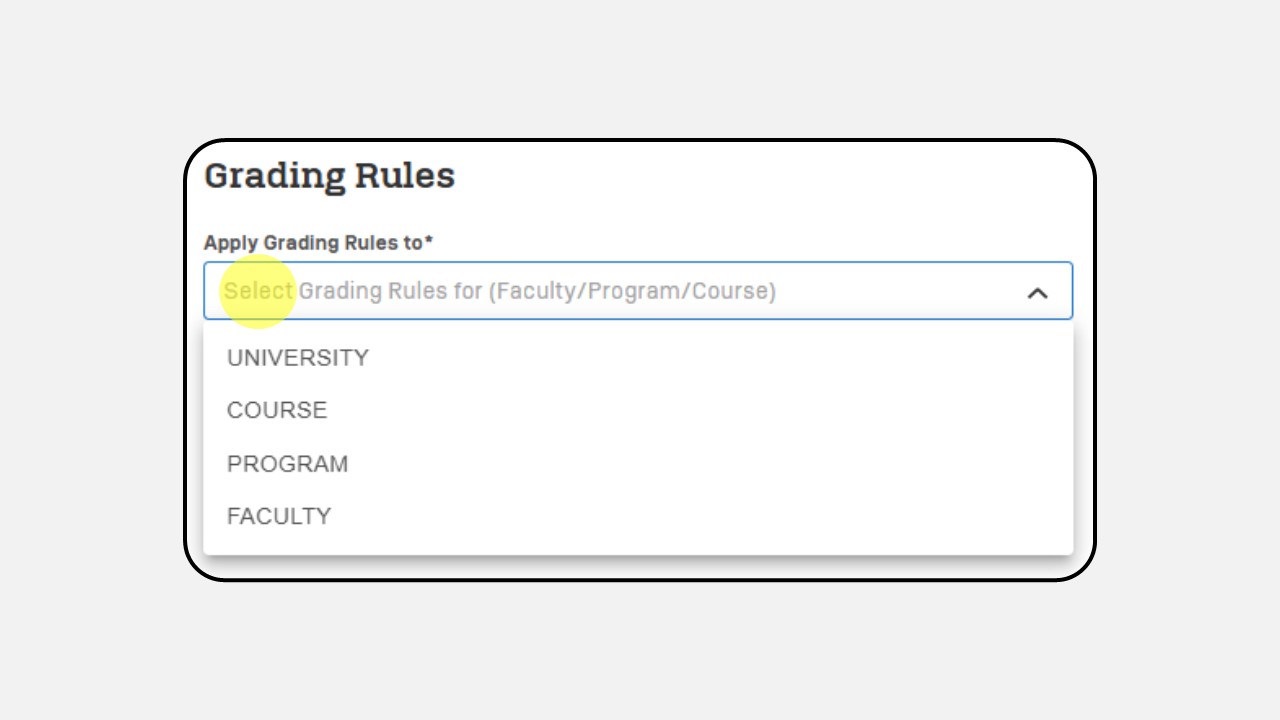 Grading Rules
Apply Grading Rules to*
Select Grading Rules for (Faculty/Program/Course)
UNIVERSITY
COURSE
PROGRAM
FACULTY